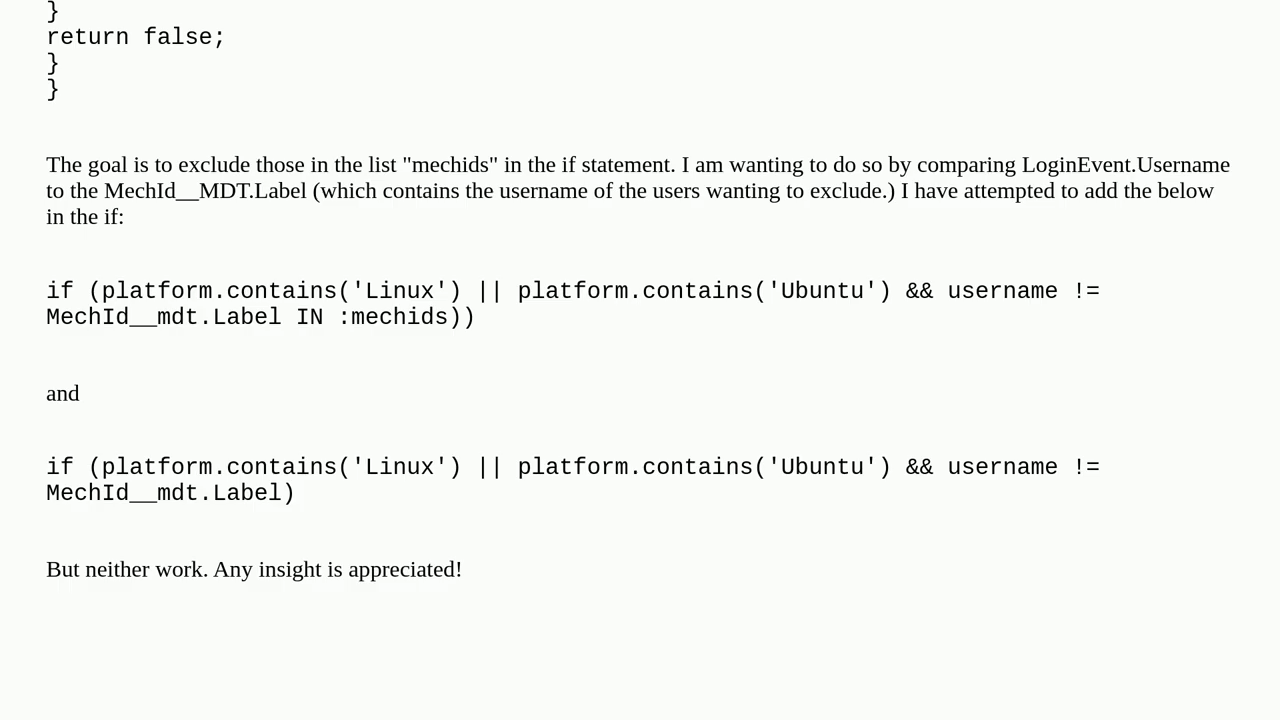 }
return false;
}
}
The goal is to exclude those in the list "mechids" in the if statement. I am wanting to do so by comparing LoginEvent.Username
to the MechId__MDT.Label (which contains the username of the users wanting to exclude.) I have attempted to add the below
in the if:
if (platform.contains('Linux') || platform.contains('Ubuntu') && username !=
MechId__mdt.Label IN :mechids))
and
if (platform.contains('Linux') || platform.contains('Ubuntu') && username !=
MechId__mdt.Label)
But neither work. Any insight is appreciated!